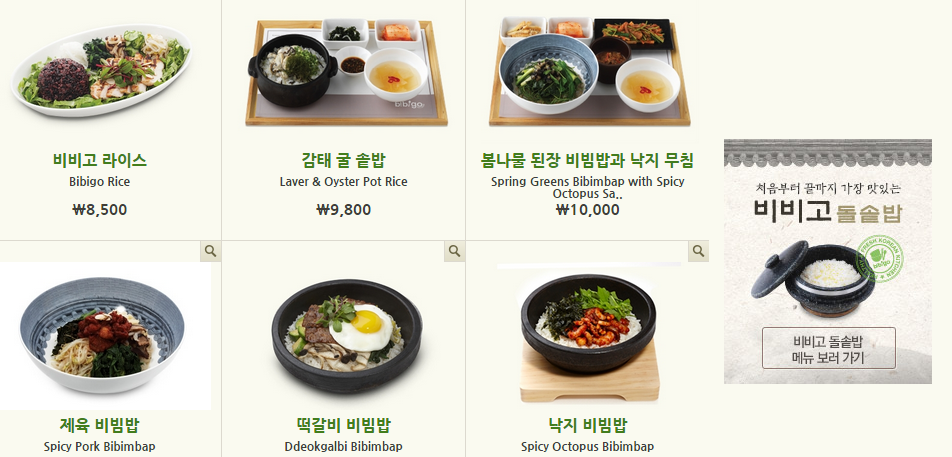 bibigo
비비고 라이스
Bibigo Rice
₩8,500
감태 굴 솥밥
Laver & Oyster Pot Rice
₩9,800
봄나물 된장 비빔밥과 낙지 무침
Spring Greens Bibimbap with Spicy
Octopus Sa..
₩10,000
처음부터 끝까지 가장 맛있는
비비고 돌솥밥
FRESH KOREAN KITCHEN
bibigo
비비고 돌솥밥
메뉴 보러 가기
제육 비빔밥
Spicy Pork Bibimbap
떡갈비 비빔밥
Ddeokgalbi Bibimbap
낙지 비빔밥
Spicy Octopus Bibimbap